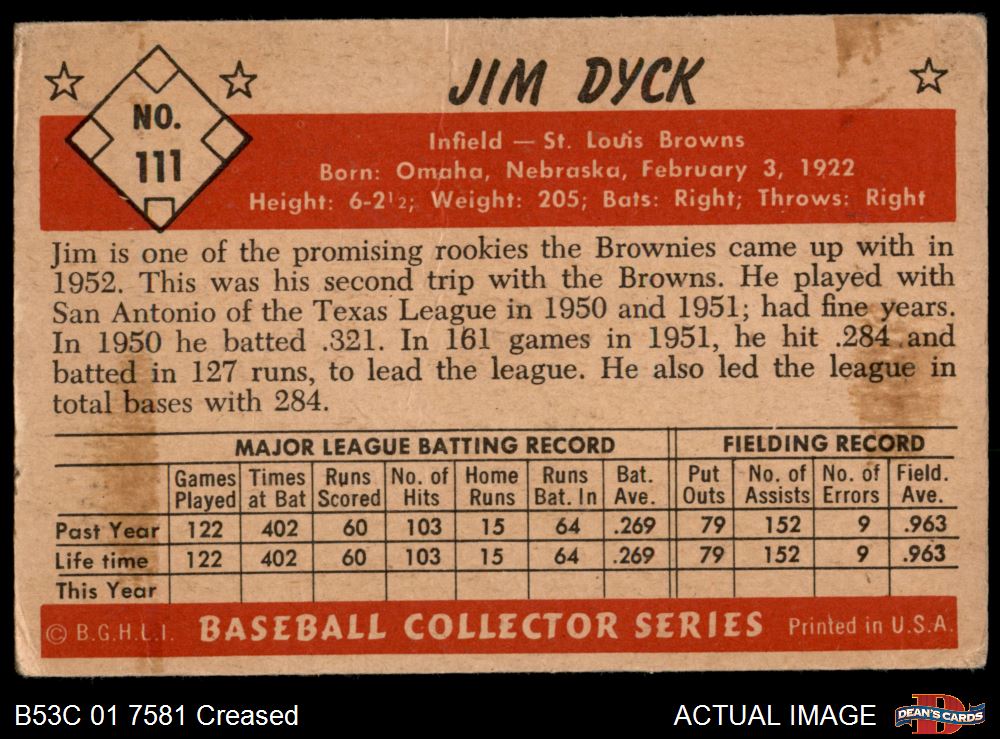 JIM DYCK
NO.
111
Infield — St. Louis Browns
Born: Omaha, Nebraska, February 3, 1922
Height: 6-2½; Weight: 205; Bats: Right; Throws: Right
Jim is one of the promising rookies the Brownies came up with in
1952. This was his second trip with the Browns. He played with
San Antonio of the Texas League in 1950 and 1951; had fine years.
In 1950 he batted .321. In 161 games in 1951, he hit .284 and
batted in 127 runs, to lead the league. He also led the league in
total bases with 284.
MAJOR LEAGUE BATTING RECORD FIELDING RECORD
Games Times Runs No. of Home Runs Bat. Put No. of No. of Field.
Played at Bat Scored Hits Runs Bat. In Ave. Outs Assists Errors Ave.
Past Year 122 402 60 103 15 64 .269 79 152 9 .963
Life time 122 402 60 103 15 64 .269 79 152 9 .963
This Year
© B.G.H.L.I. BASEBALL COLLECTOR SERIES Printed in U.S.A.
B53C 01 7581 Creased ACTUAL IMAGE DEAN'S CARDS